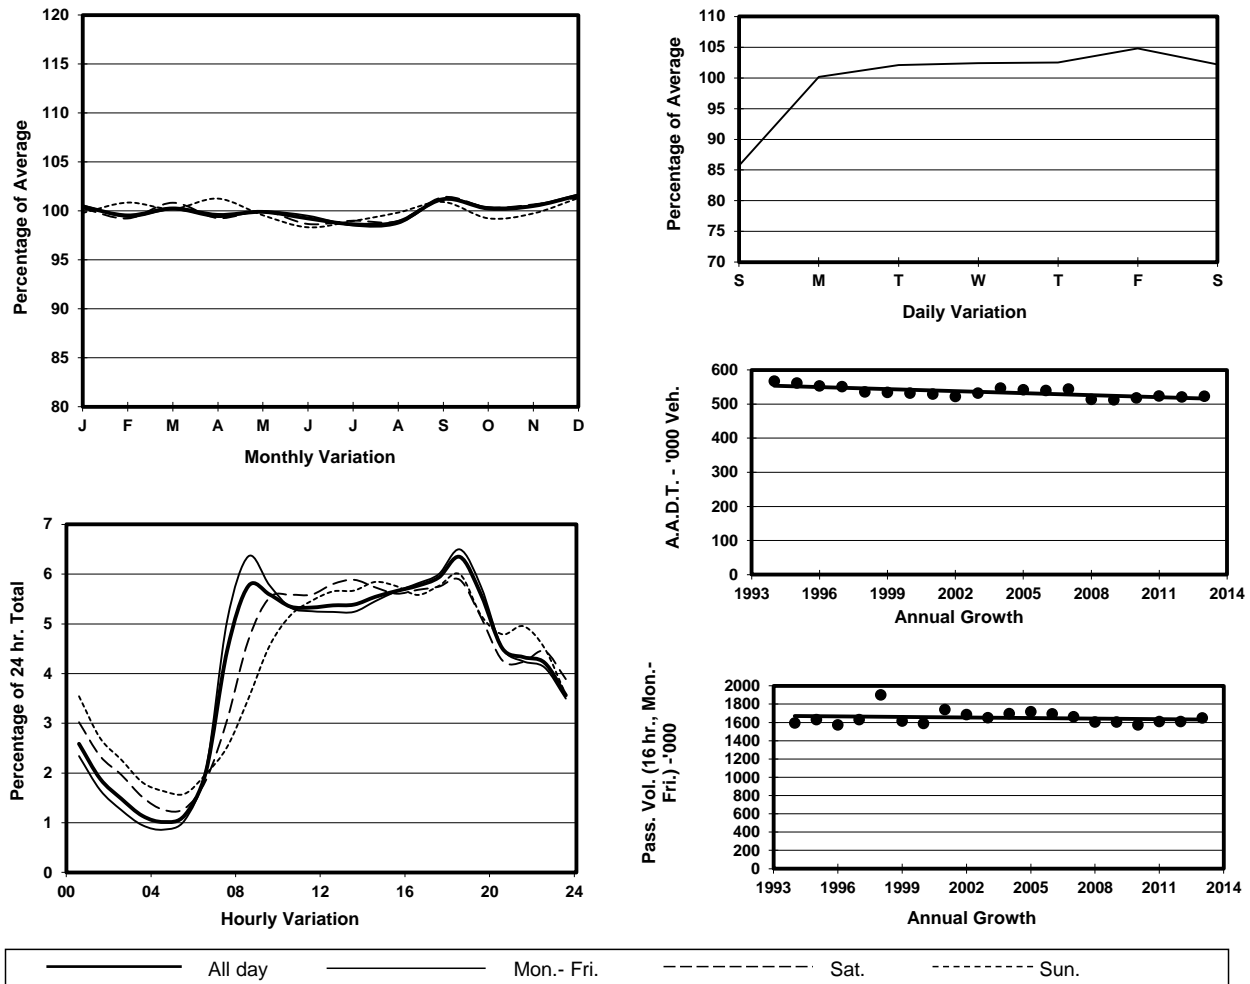 120
115
110
105
100
95
90
85
80
Percentage of Average
J F M A M J J A S O N D
Monthly Variation
110
105
100
95
90
85
80
75
70
Percentage of Average
S M T W T F S
Daily Variation
600
500
400
300
200
100
0
A.A.D.T. - '000 Veh.
1993 1996 1999 2002 2005 2008 2011 2014
Annual Growth
7
6
5
4
3
2
1
0
Percentage of 24 hr. Total
00 04 08 12 16 20 24
Hourly Variation
2000
1800
1600
1400
1200
1000
800
600
400
200
0
Pass. Vol. (16 hr., Mon.-
Fri.) -'000
1993 1996 1999 2002 2005 2008 2011 2014
Annual Growth
All day Mon.- Fri. Sat. Sun.